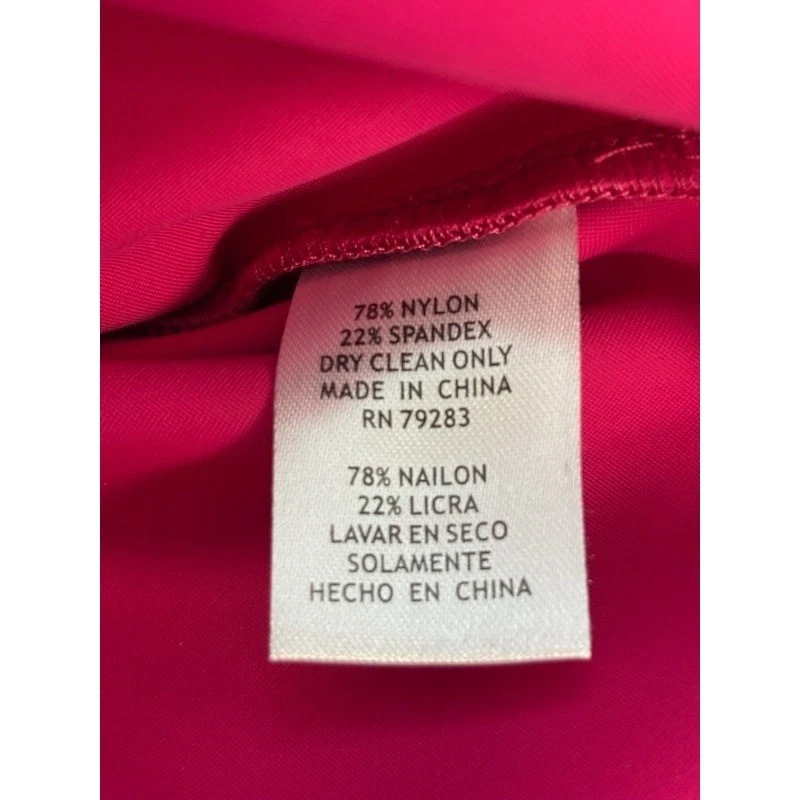 78% NYLON
22% SPANDEX
DRY CLEAN ONLY
MADE IN CHINA
RN 79283
78% NAILON
22% LICRA
LAVAR EN SECO
SOLAMENTE
HECHO EN CHINA